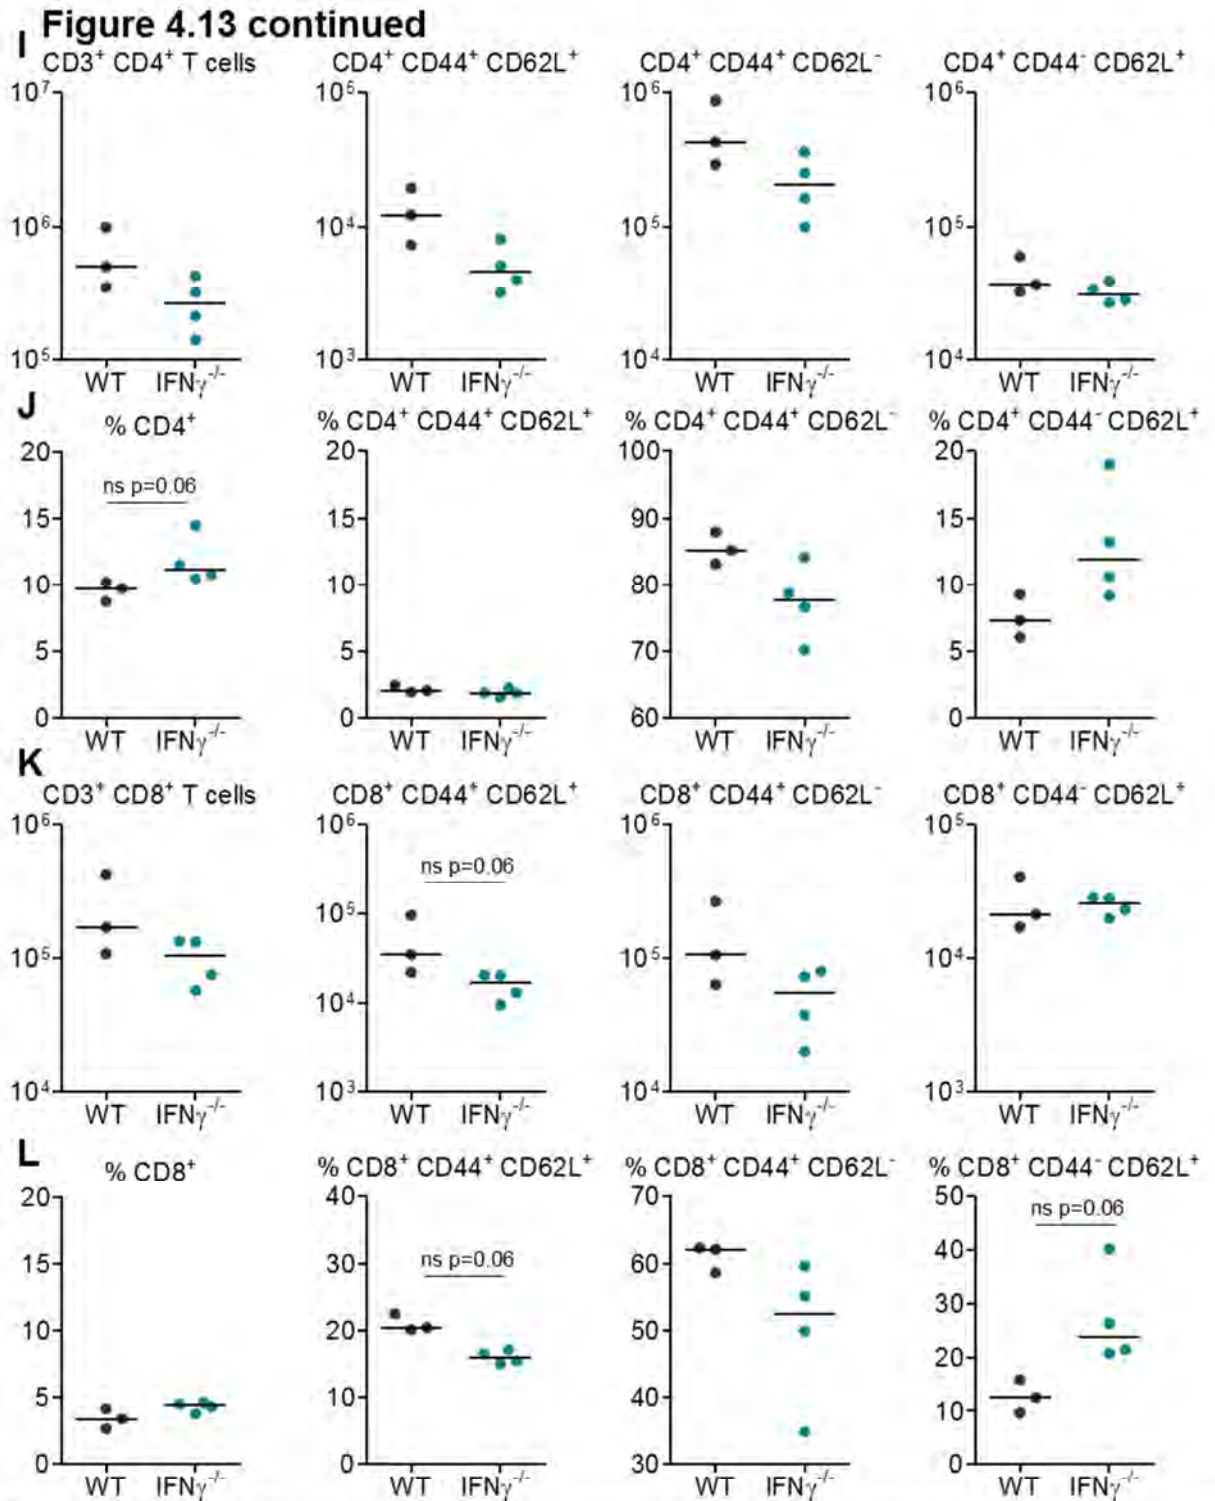 Figure 4.13 continued
I
CD3⁺ CD4⁺ T cells
10⁷
10⁶
10⁵
WT IFNγ⁻/⁻
CD4⁺ CD44⁺ CD62L⁺
10⁵
10⁴
10³
WT IFNγ⁻/⁻
CD4⁺ CD44⁺ CD62L⁻
10⁶
10⁵
10⁴
WT IFNγ⁻/⁻
CD4⁺ CD44⁻ CD62L⁺
10⁶
10⁵
10⁴
WT IFNγ⁻/⁻
J
% CD4⁺
20
15
10
5
0
ns p=0.06
WT IFNγ⁻/⁻
% CD4⁺ CD44⁺ CD62L⁺
20
15
10
5
0
WT IFNγ⁻/⁻
% CD4⁺ CD44⁺ CD62L⁻
100
90
80
70
60
WT IFNγ⁻/⁻
% CD4⁺ CD44⁻ CD62L⁺
20
15
10
5
0
WT IFNγ⁻/⁻
K
CD3⁺ CD8⁺ T cells
10⁶
10⁵
10⁴
WT IFNγ⁻/⁻
CD8⁺ CD44⁺ CD62L⁺
10⁶
10⁵
10⁴
10³
ns p=0.06
WT IFNγ⁻/⁻
CD8⁺ CD44⁺ CD62L⁻
10⁶
10⁵
10⁴
WT IFNγ⁻/⁻
CD8⁺ CD44⁻ CD62L⁺
10⁵
10⁴
10³
WT IFNγ⁻/⁻
L
% CD8⁺
20
15
10
5
0
WT IFNγ⁻/⁻
% CD8⁺ CD44⁺ CD62L⁺
40
30
20
10
0
ns p=0.06
WT IFNγ⁻/⁻
% CD8⁺ CD44⁺ CD62L⁻
70
60
50
40
30
WT IFNγ⁻/⁻
% CD8⁺ CD44⁻ CD62L⁺
50
40
30
20
10
0
ns p=0.06
WT IFNγ⁻/⁻